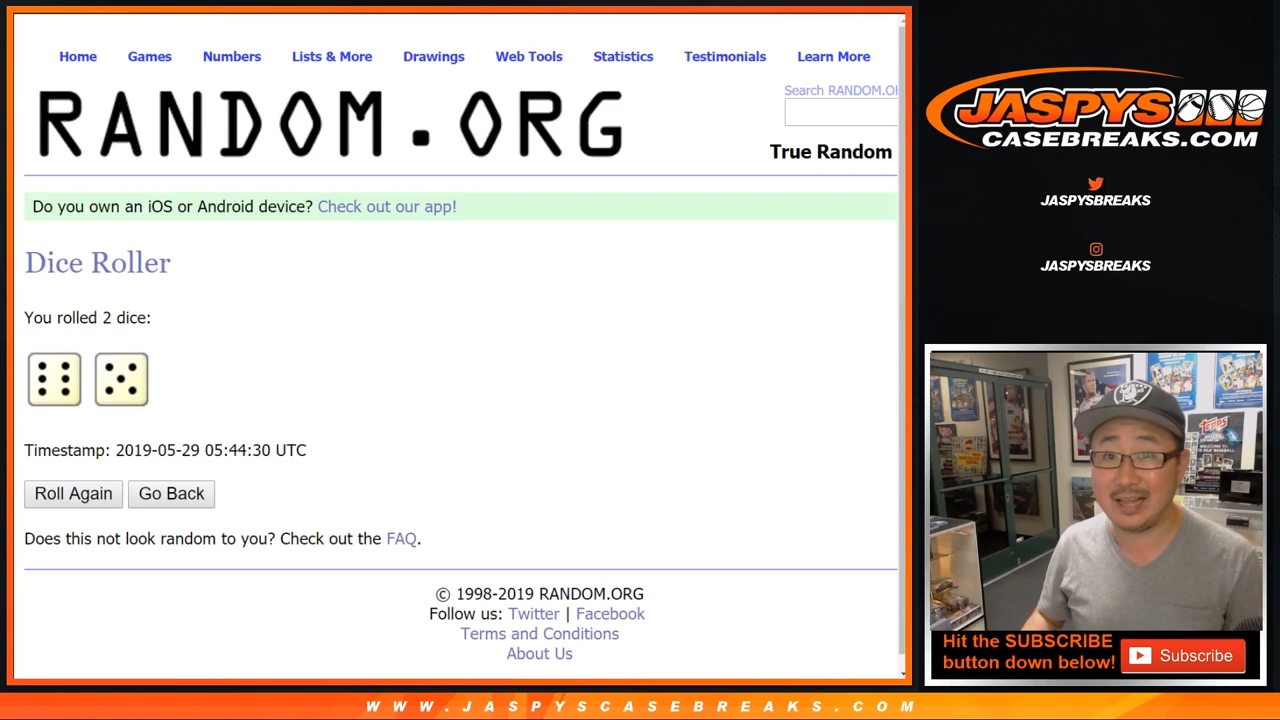 Home Games Numbers Lists & More Drawings Web Tools Statistics Testimonials Learn More
Search RANDOM.OR
RANDOM.ORG
True Random
Do you own an iOS or Android device? Check out our app!
Dice Roller
You rolled 2 dice:
Timestamp: 2019-05-29 05:44:30 UTC
Roll Again Go Back
Does this not look random to you? Check out the FAQ.
© 1998-2019 RANDOM.ORG
Follow us: Twitter | Facebook
Terms and Conditions
About Us
JASPYS
CASEBREAKS.COM
JASPYSBREAKS
JASPYSBREAKS
TOPPS
Hit the SUBSCRIBE
button down below!
Subscribe
WWW.JASPYSCASEBREAKS.COM